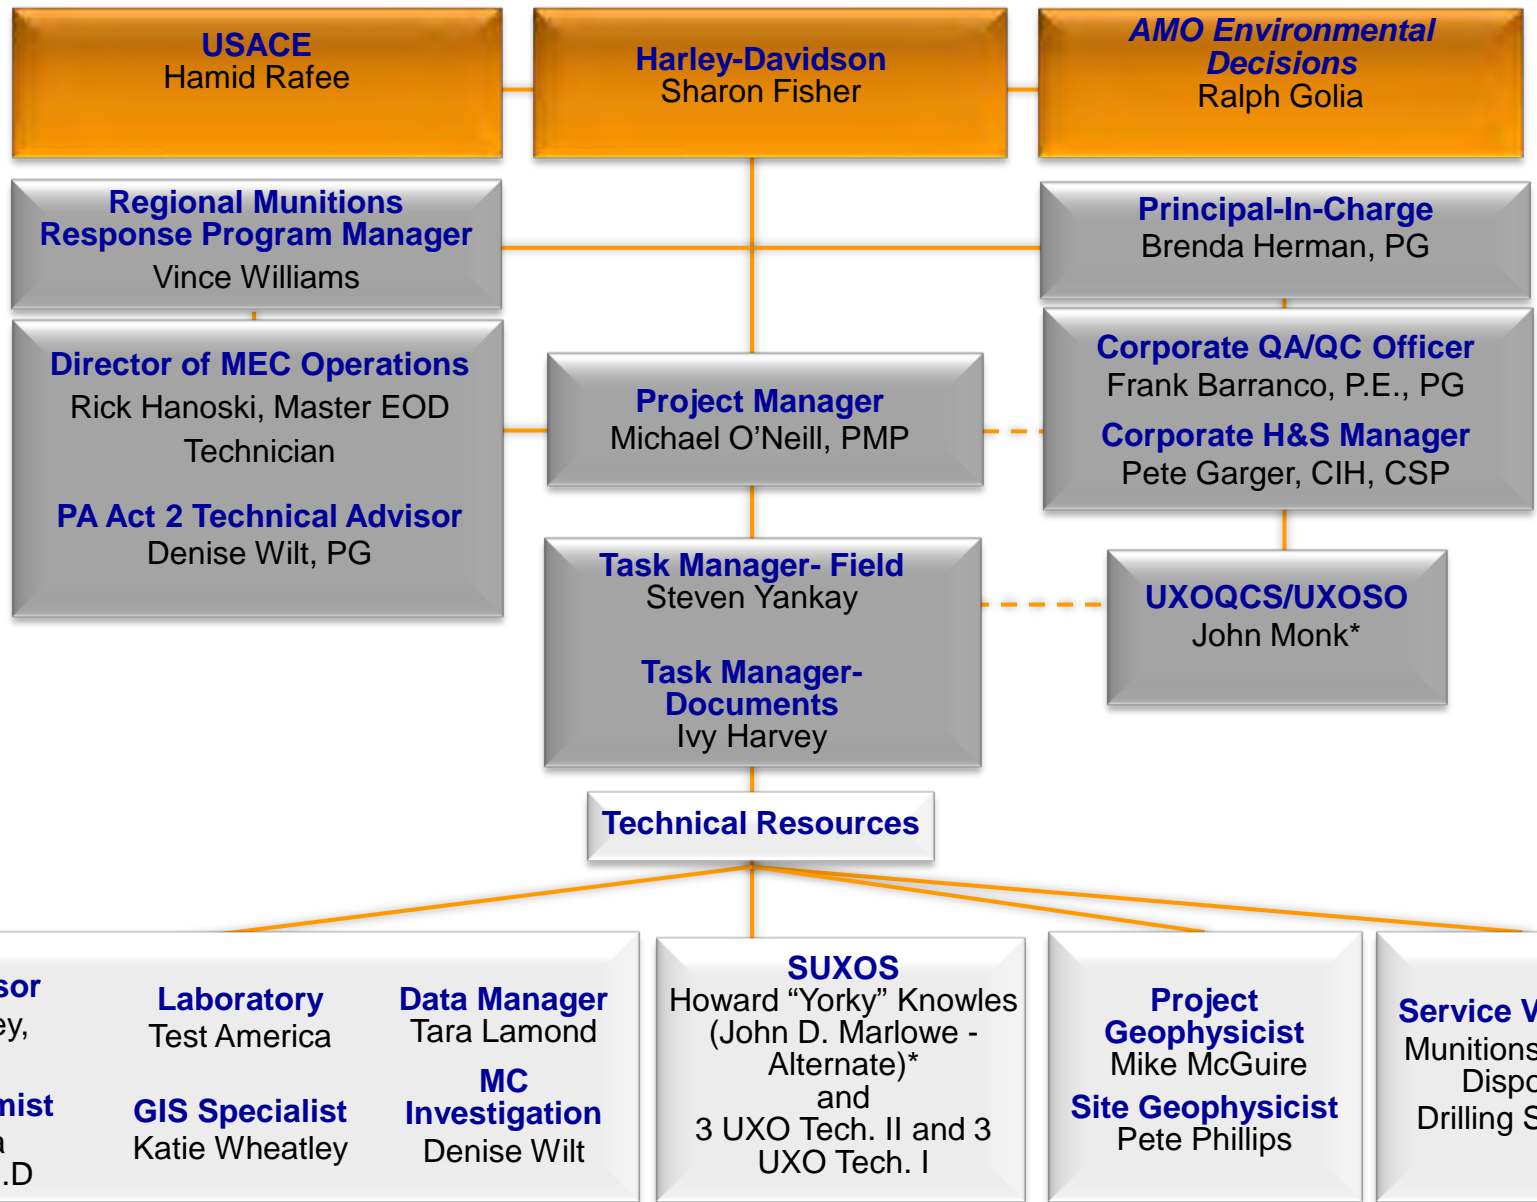 USACE
Hamid Rafee
Harley-Davidson
Sharon Fisher
AMO Environmental
Decisions
Ralph Golia
Regional Munitions
Response Program Manager
Vince Williams
Principal-In-Charge
Brenda Herman, PG
Director of MEC Operations
Rick Hanoski, Master EOD
Technician
PA Act 2 Technical Advisor
Denise Wilt, PG
Project Manager
Michael O’Neill, PMP
Corporate QA/QC Officer
Frank Barranco, P.E., PG
Corporate H&S Manager
Pete Garger, CIH, CSP
Task Manager- Field
Steven Yankay
Task Manager-
Documents
Ivy Harvey
UXOQCS/UXOSO
John Monk*
Technical Resources
Laboratory
Test America
GIS Specialist
Katie Wheatley
Data Manager
Tara Lamond
MC
Investigation
Denise Wilt
SUXOS
Howard “Yorky” Knowles
(John D. Marlowe -
Alternate)*
and
3 UXO Tech. II and 3
UXO Tech. I
Project
Geophysicist
Mike McGuire
Site Geophysicist
Pete Phillips
Service
Munitions
Drilling